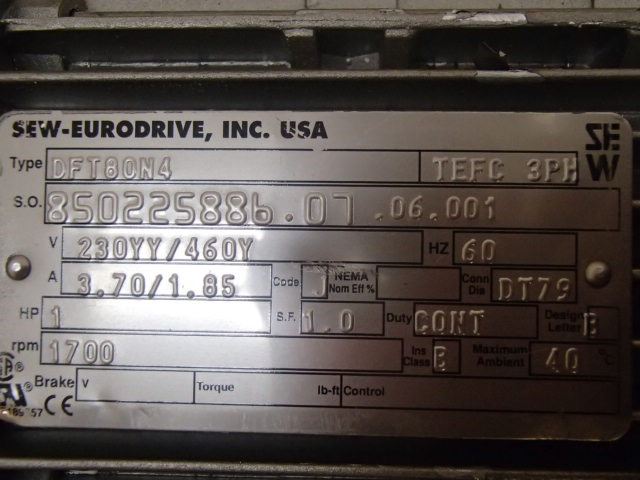 SEW-EURODRIVE, INC. USA
SEW
Type DFT80N4 TEFC 3PH
S.O. 850225886.07.06.001
V 230YY/460Y HZ 60
A 3.70/1.85 Code J NEMA Nom Eff % Conn Dia DT79
HP 1 S.F. 1.0 Duty CONT Design Letter B
rpm 1700 Ins Class B Maximum Ambient 40 °C
Brake V Torque lb-ft Control
CE